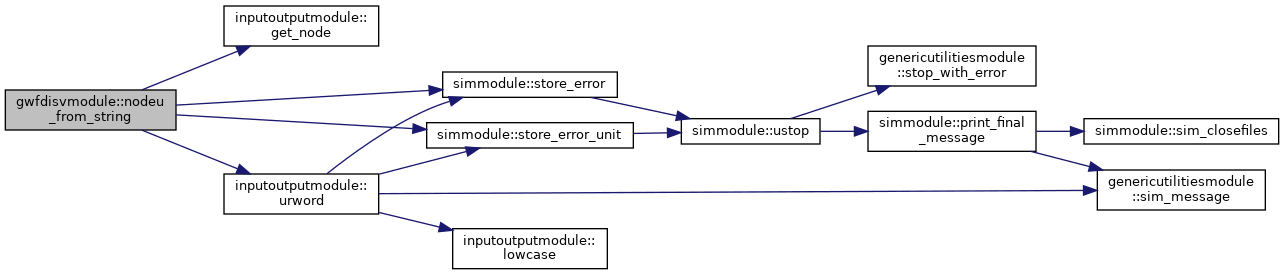 inputoutputmodule::
get_node
gwfdisvmodule::nodeu
_from_string
simmodule::store_error
simmodule::store_error_unit
inputoutputmodule::
urword
inputoutputmodule::
lowcase
simmodule::ustop
genericutilitiesmodule
::stop_with_error
simmodule::print_final
_message
simmodule::sim_closefiles
genericutilitiesmodule
::sim_message